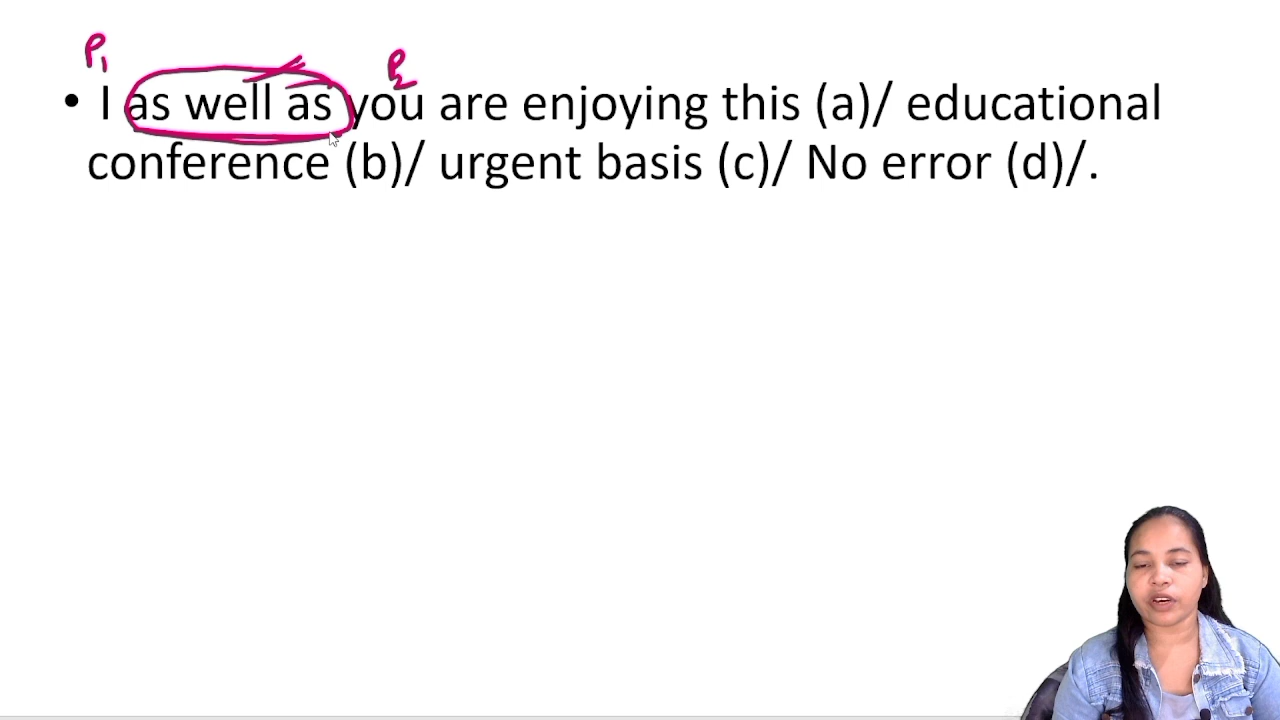 P1 P2
• I as well as you are enjoying this (a)/ educational
conference (b)/ urgent basis (c)/ No error (d)/.